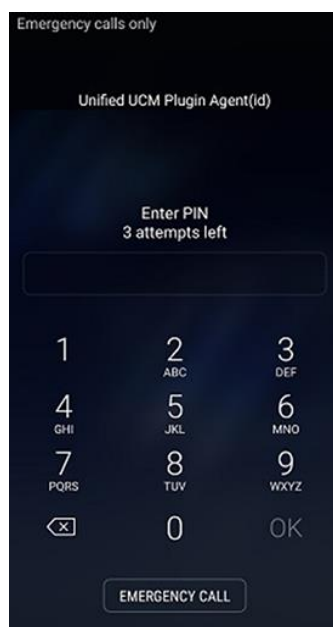 Emergency calls only
Unified UCM Plugin Agent(id)
Enter PIN
3 attempts left
1 2 3
ABC DEF
4 5 6
GHI JKL MNO
7 8 9
PQRS TUV WXYZ
0 OK
EMERGENCY CALL